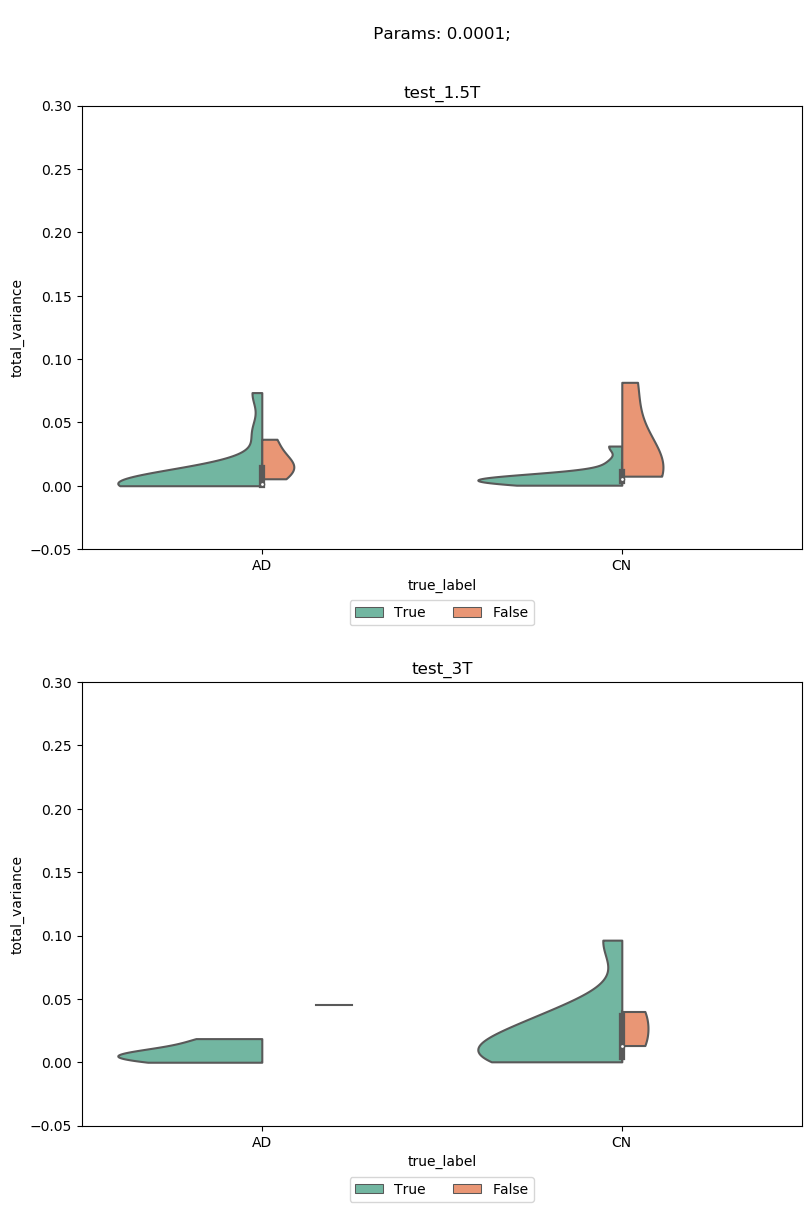 Params: 0.0001;
test_1.5T
0.30
0.25
0.20
0.15
0.10
0.05
0.00
−0.05
total_variance
AD CN
true_label
True False
test_3T
0.30
0.25
0.20
0.15
0.10
0.05
0.00
−0.05
total_variance
AD CN
true_label
True False